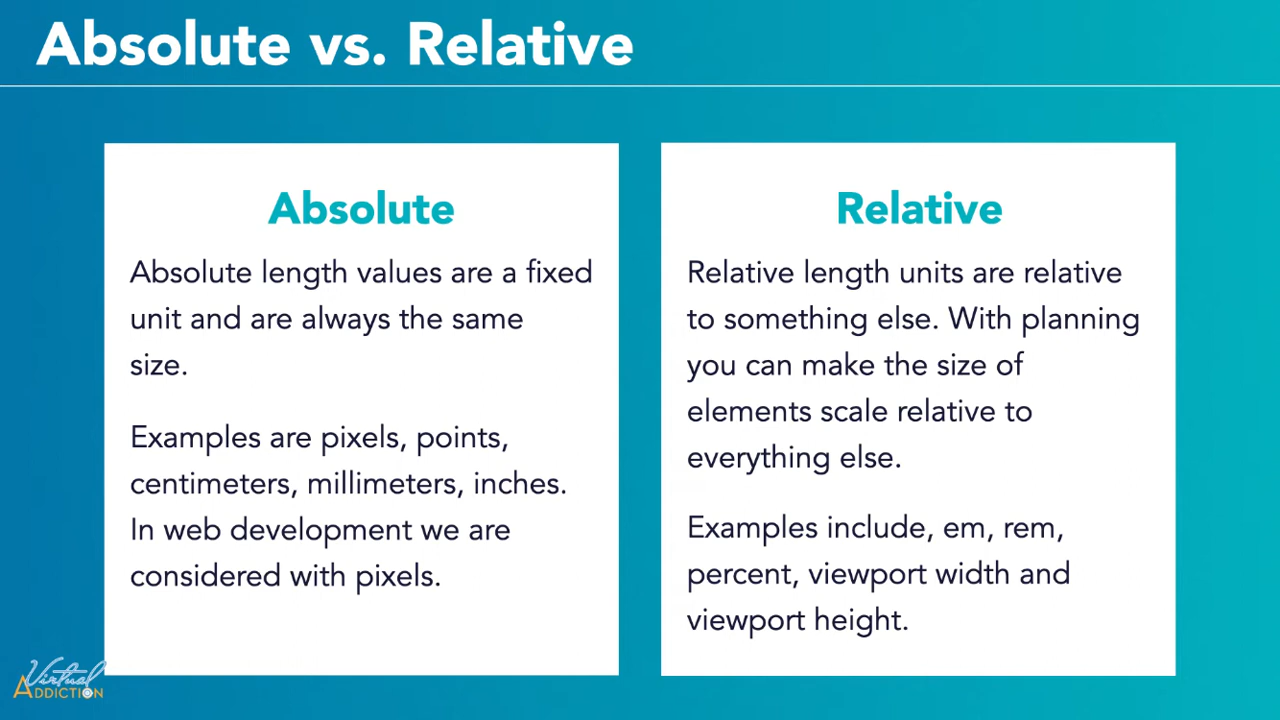 Absolute vs. Relative
Absolute
Absolute length values are a fixed
unit and are always the same
size.
Examples are pixels, points,
centimeters, millimeters, inches.
In web development we are
considered with pixels.
Relative
Relative length units are relative
to something else. With planning
you can make the size of
elements scale relative to
everything else.
Examples include, em, rem,
percent, viewport width and
viewport height.
Virtual
ADDICTION